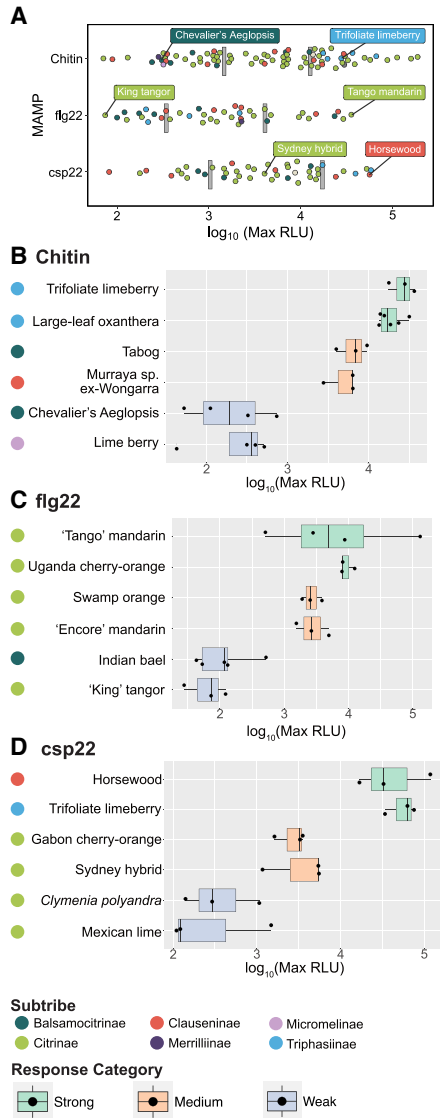 A
Chevalier's Aeglopsis
Trifoliate limeberry
Chitin
King tangor
Tango mandarin
MAMP
flg22
Sydney hybrid
Horsewood
csp22
2 3 4 5
log10 (Max RLU)
B Chitin
Trifoliate limeberry
Large-leaf oxanthera
Tabog
Murraya sp.
ex-Wongarra
Chevalier's Aeglopsis
Lime berry
2 3 4
log10(Max RLU)
C flg22
'Tango' mandarin
Uganda cherry-orange
Swamp orange
'Encore' mandarin
Indian bael
'King' tangor
2 3 4 5
log10(Max RLU)
D csp22
Horsewood
Trifoliate limeberry
Gabon cherry-orange
Sydney hybrid
Clymenia polyandra
Mexican lime
2 3 4 5
log10(Max RLU)
Subtribe
Balsamocitrinae Clauseninae Micromelinae
Citrinae Merrilliinae Triphasiinae
Response Category
Strong Medium Weak